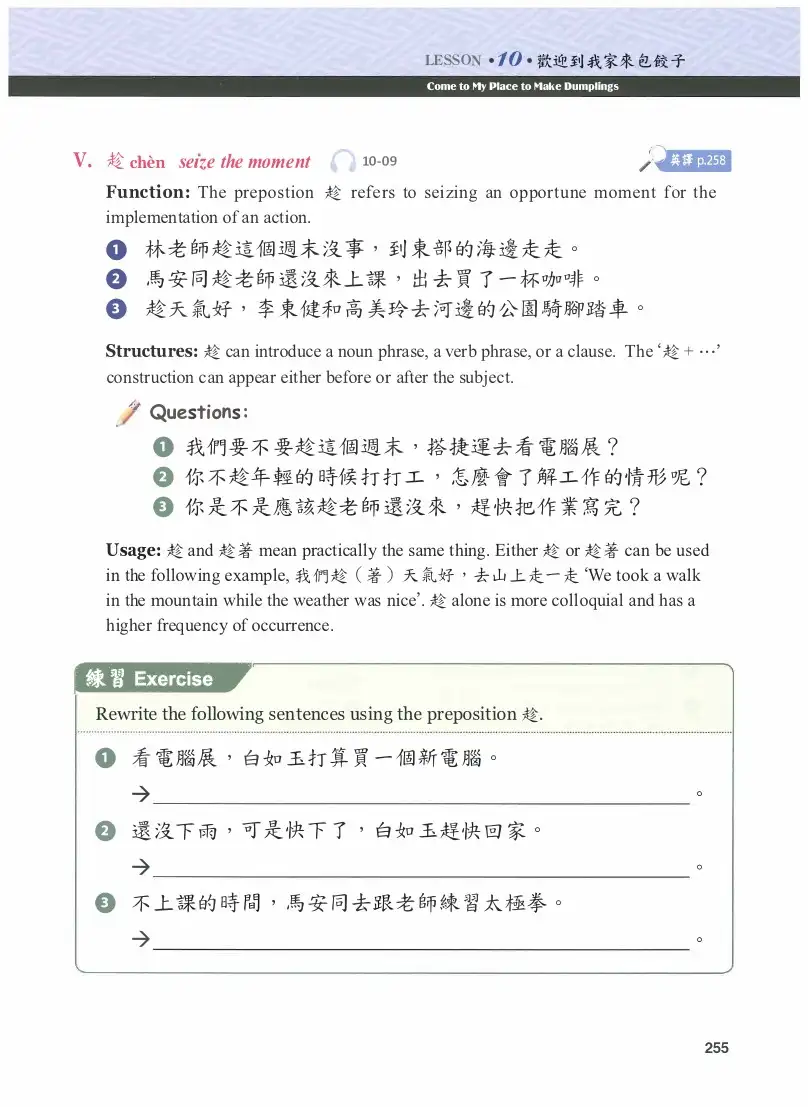 LESSON • 10 • 歡迎到我家來包餃子
Come to My Place to Make Dumplings
V. 趁 chèn seize the moment 10-09 英譯 p.258
Function: The prepostion 趁 refers to seizing an opportune moment for the
implementation of an action.
1 林老師趁這個週末沒事，到東部的海邊走走。
2 馬安同趁老師還沒來上課，出去買了一杯咖啡。
3 趁天氣好，李東健和高美玲去河邊的公園騎腳踏車。
Structures: 趁 can introduce a noun phrase, a verb phrase, or a clause. The ‘趁 + …’
construction can appear either before or after the subject.
Questions:
1 我們要不要趁這個週末，搭捷運去看電腦展？
2 你不趁年輕的時候打打工，怎麼會了解工作的情形呢？
3 你是不是應該趁老師還沒來，趕快把作業寫完？
Usage: 趁 and 趁著 mean practically the same thing. Either 趁 or 趁著 can be used
in the following example, 我們趁（著）天氣好，去山上走一走 ‘We took a walk
in the mountain while the weather was nice’. 趁 alone is more colloquial and has a
higher frequency of occurrence.
練習 Exercise
Rewrite the following sentences using the preposition 趁.
1 看電腦展，白如玉打算買一個新電腦。
→ ______________________________。
2 還沒下雨，可是快下了，白如玉趕快回家。
→ ______________________________。
3 不上課的時間，馬安同去跟老師練習太極拳。
→ ______________________________。
255